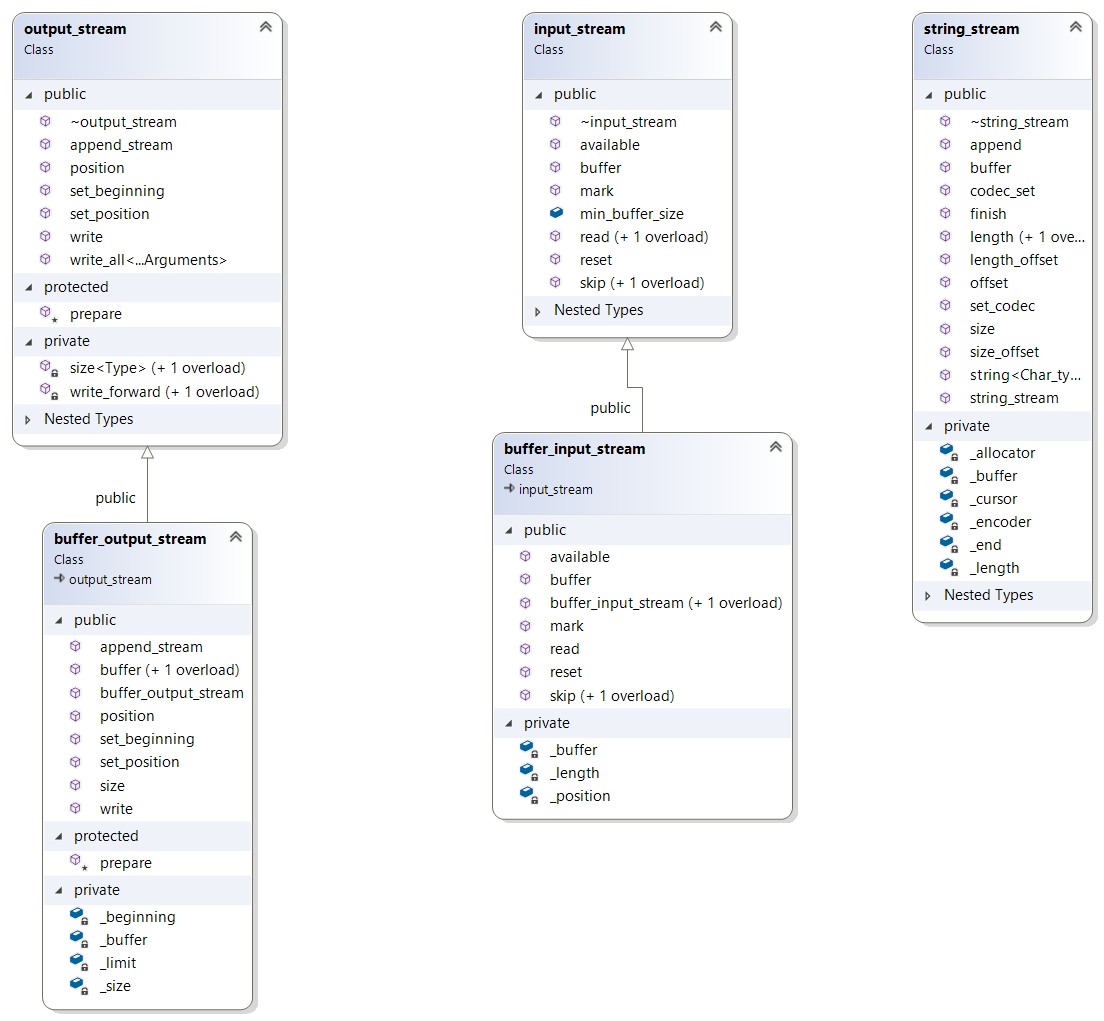 output_stream
Class
public
~output_stream
append_stream
position
set_beginning
set_position
write
write_all<...Arguments>
protected
prepare
private
size<Type> (+ 1 overload)
write_forward (+ 1 overload)
Nested Types
public
buffer_output_stream
Class
output_stream
public
append_stream
buffer (+ 1 overload)
buffer_output_stream
position
set_beginning
set_position
size
write
protected
prepare
private
_beginning
_buffer
_limit
_size
input_stream
Class
public
~input_stream
available
buffer
mark
min_buffer_size
read (+ 1 overload)
reset
skip (+ 1 overload)
Nested Types
public
buffer_input_stream
Class
input_stream
public
available
buffer
buffer_input_stream (+ 1 overload)
mark
read
reset
skip (+ 1 overload)
private
_buffer
_length
_position
string_stream
Class
public
~string_stream
append
buffer
codec_set
finish
length (+ 1 ove...
length_offset
offset
set_codec
size
size_offset
string<Char_ty...
string_stream
private
_allocator
_buffer
_cursor
_encoder
_end
_length
Nested Types